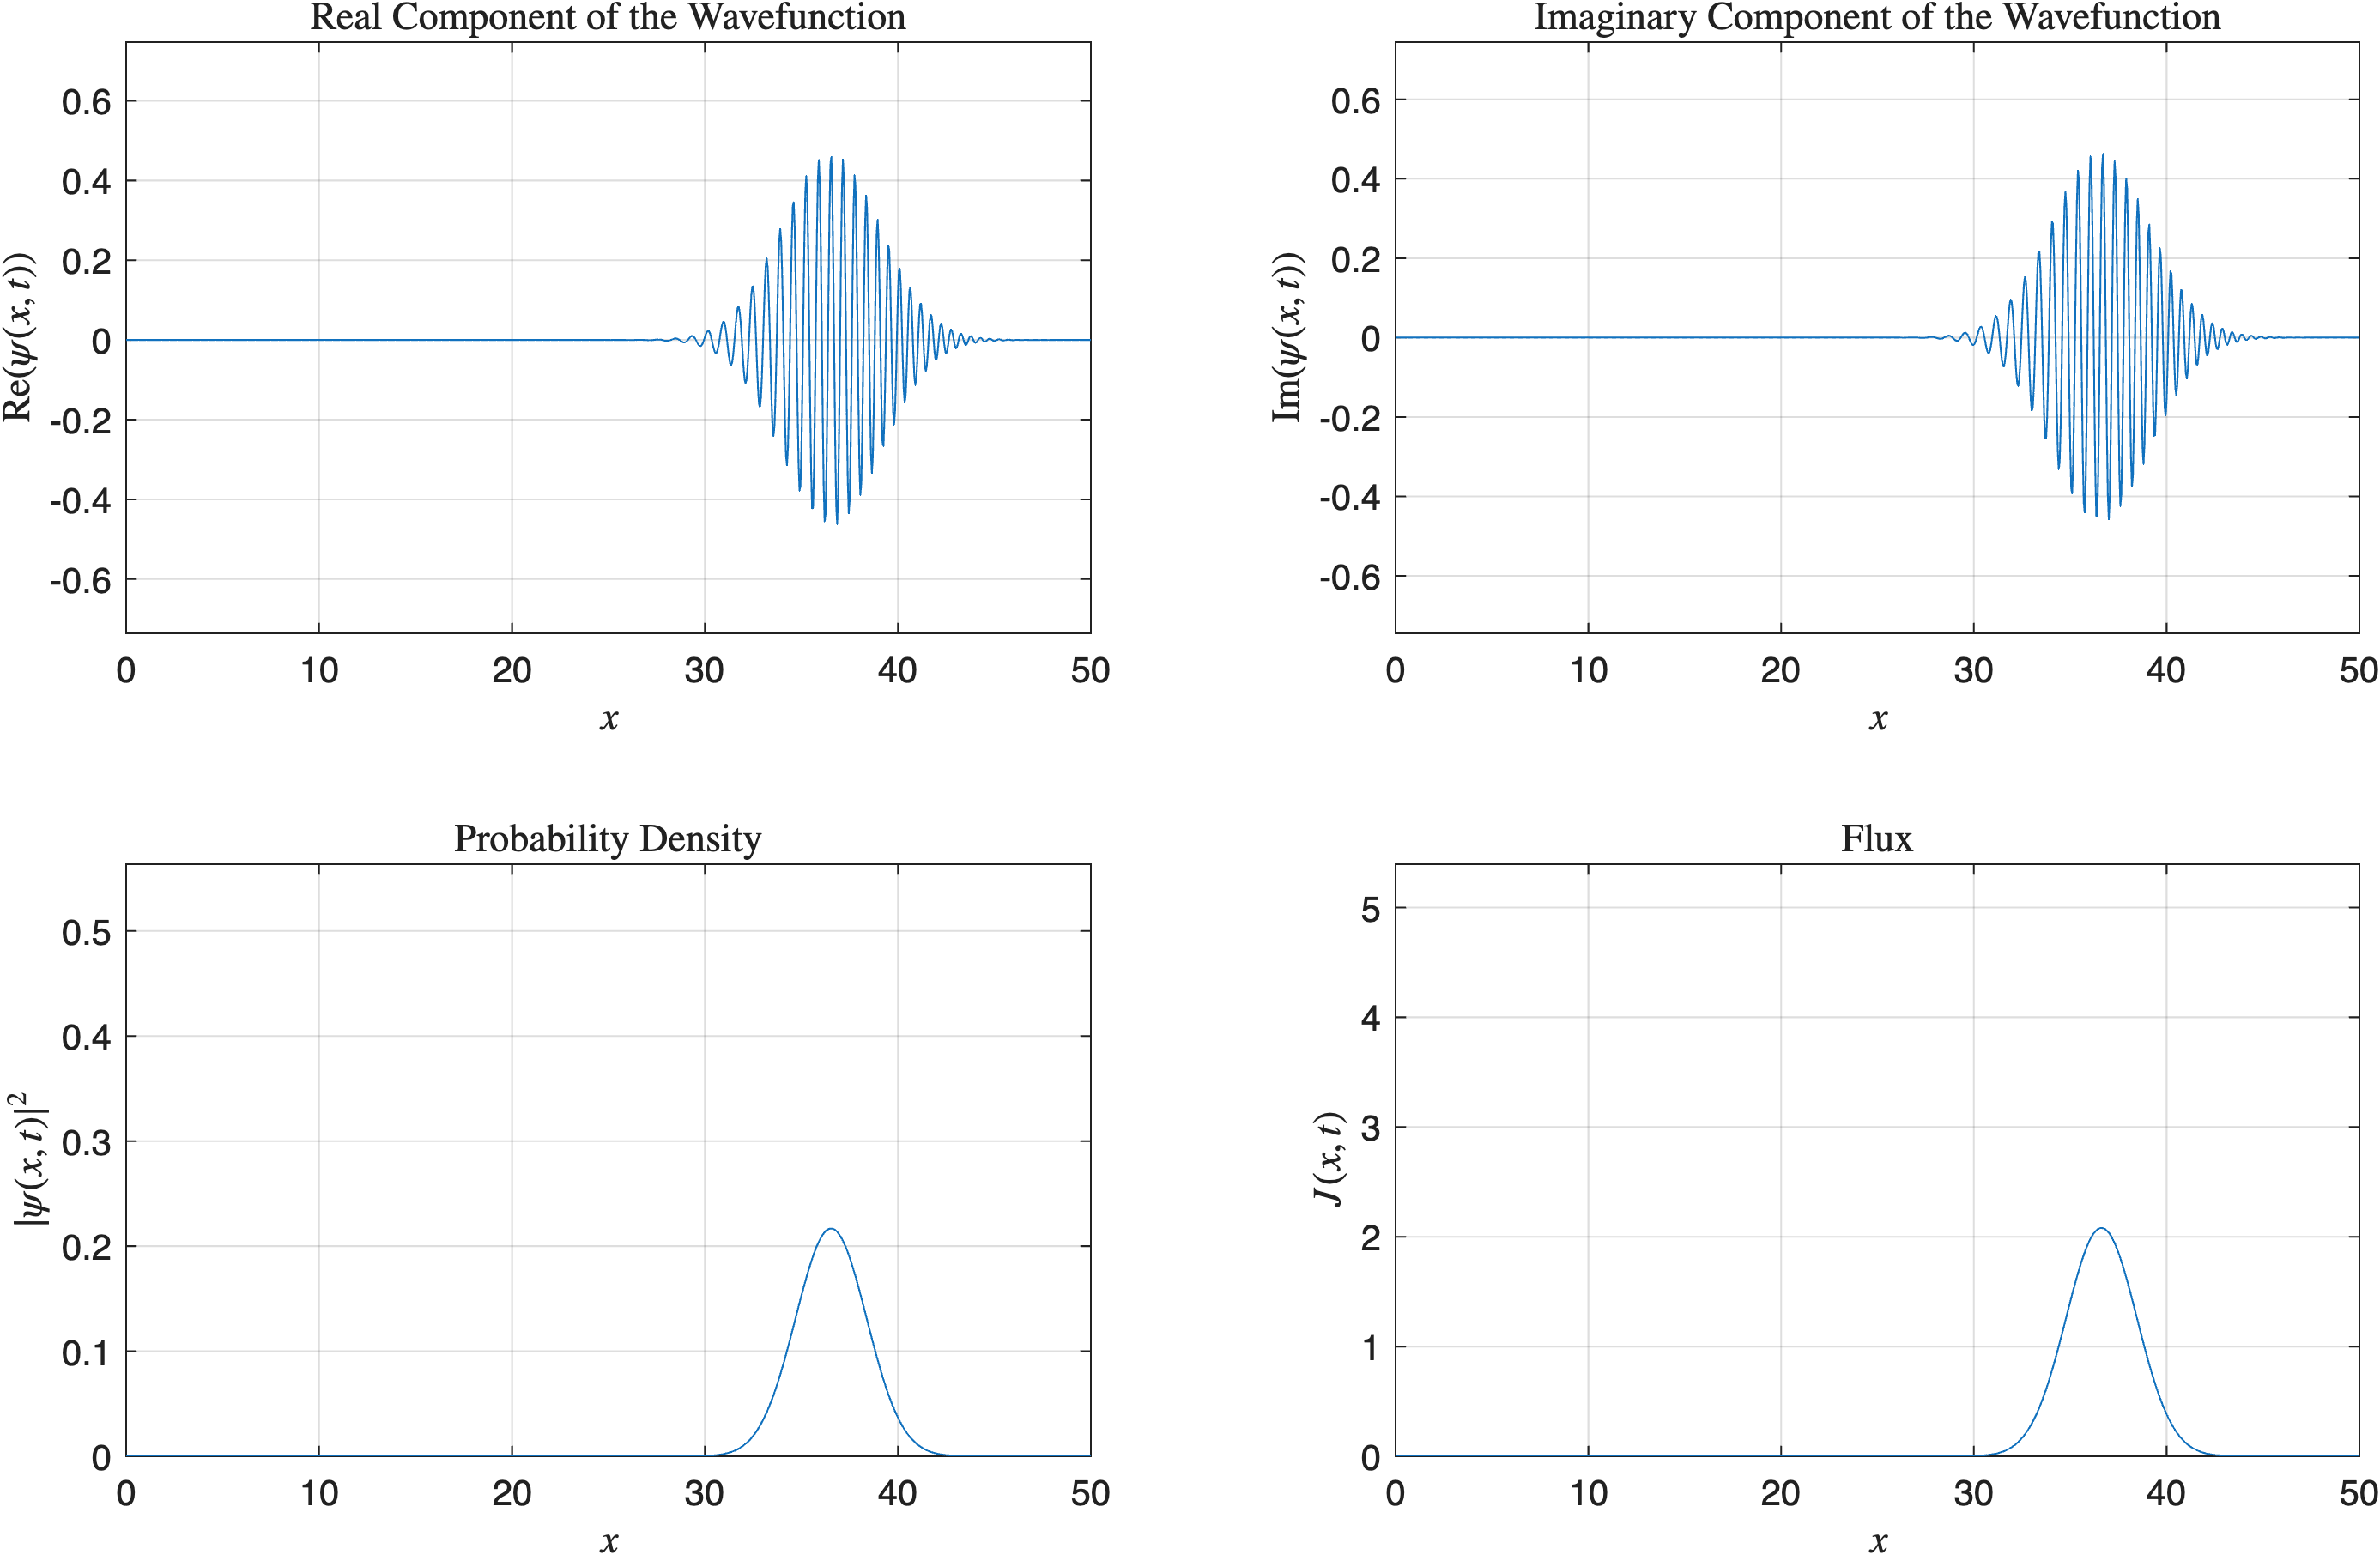 Real Component of the Wavefunction
Re(ψ(x, t))
0.6
0.4
0.2
0
-0.2
-0.4
-0.6
0 10 20 30 40 50
x
Imaginary Component of the Wavefunction
Im(ψ(x, t))
0.6
0.4
0.2
0
-0.2
-0.4
-0.6
0 10 20 30 40 50
x
Probability Density
|ψ(x, t)|²
0.5
0.4
0.3
0.2
0.1
0
0 10 20 30 40 50
x
Flux
J(x, t)
5
4
3
2
1
0
0 10 20 30 40 50
x